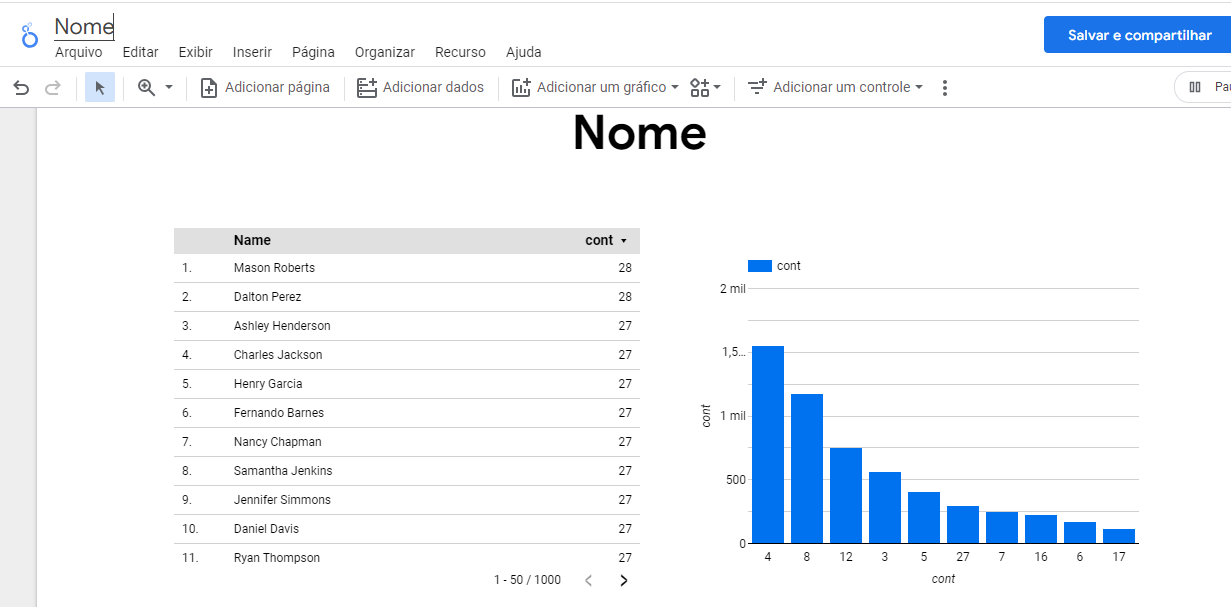 Nome
Arquivo Editar Exibir Inserir Página Organizar Recurso Ajuda
Salvar e compartilhar
Adicionar página Adicionar dados Adicionar um gráfico Adicionar um controle Pau
Nome
Name cont
1. Mason Roberts 28
2. Dalton Perez 28
3. Ashley Henderson 27
4. Charles Jackson 27
5. Henry Garcia 27
6. Fernando Barnes 27
7. Nancy Chapman 27
8. Samantha Jenkins 27
9. Jennifer Simmons 27
10. Daniel Davis 27
11. Ryan Thompson 27
1 - 50 / 1000
cont
2 mil
1,5...
1 mil
500
0
cont
4 8 12 3 5 27 7 16 6 17
cont